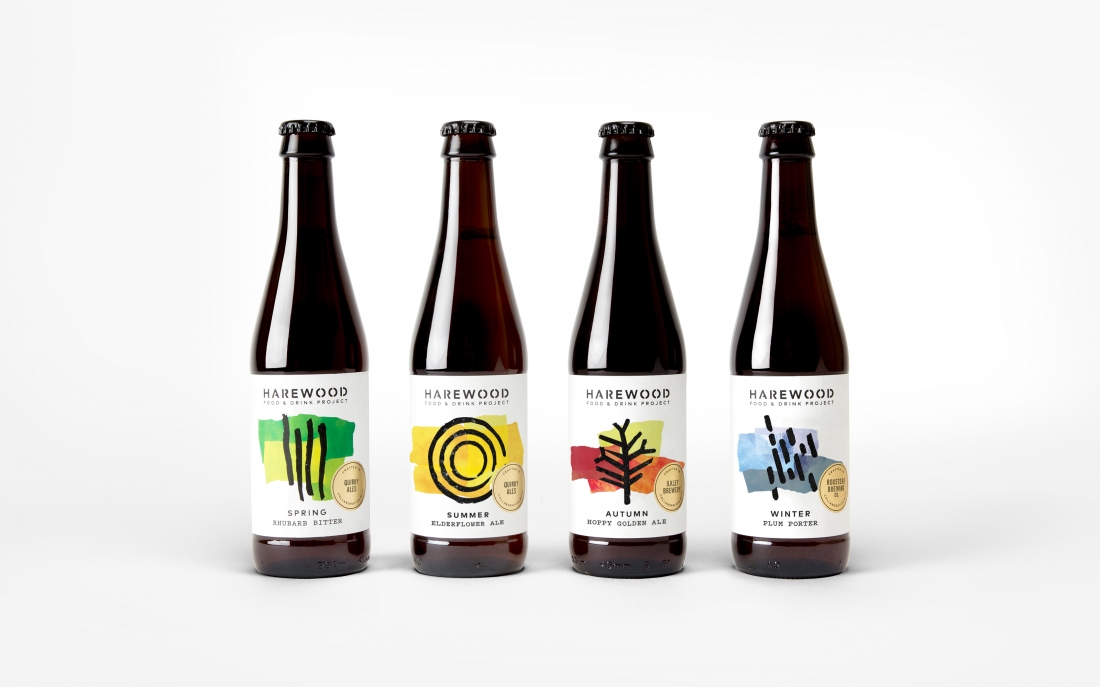 HAREWOOD
FOOD & DRINK PROJECT
QUIRKY
ALES
SPRING
RHUBARB BITTER
HAREWOOD
FOOD & DRINK PROJECT
QUIRKY
ALES
SUMMER
ELDERFLOWER ALE
HAREWOOD
FOOD & DRINK PROJECT
ILKLEY
BREWERY
AUTUMN
HOPPY GOLDEN ALE
HAREWOOD
FOOD & DRINK PROJECT
ROOSTERS
BREWING
CO.
WINTER
PLUM PORTER